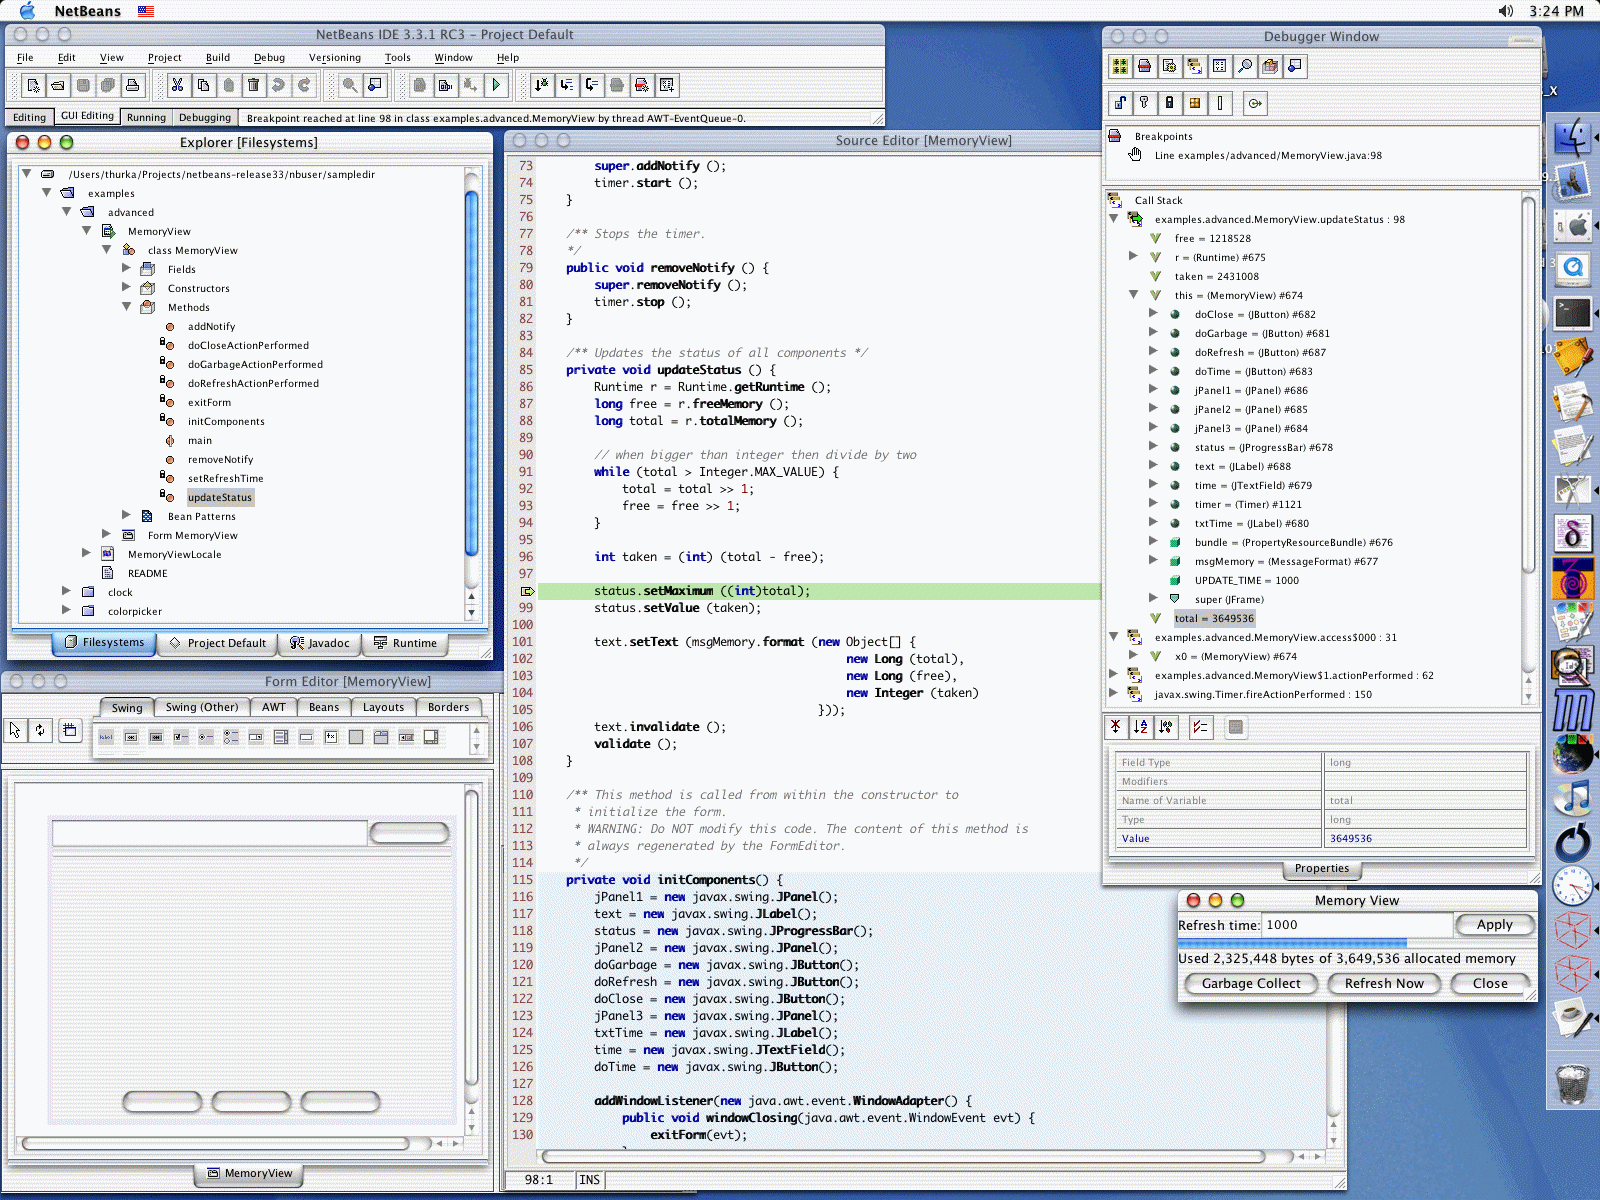 NetBeans
3:24 PM
NetBeans IDE 3.3.1 RC3 - Project Default
File Edit View Project Build Debug Versioning Tools Window Help
Editing GUI Editing Running Debugging Breakpoint reached at line 98 in class examples.advanced.MemoryView by thread AWT-EventQueue-0.
Explorer [Filesystems]
/Users/thurka/Projects/netbeans-release33/nbuser/sampledir
examples
advanced
MemoryView
class MemoryView
Fields
Constructors
Methods
addNotify
doCloseActionPerformed
doGarbageActionPerformed
doRefreshActionPerformed
exitForm
initComponents
main
removeNotify
setRefreshTime
updateStatus
Bean Patterns
Form MemoryView
MemoryViewLocale
README
clock
colorpicker
Filesystems Project Default Javadoc Runtime
Form Editor [MemoryView]
Swing Swing (Other) AWT Beans Layouts Borders
MemoryView
Source Editor [MemoryView]
73 super.addNotify ();
74 timer.start ();
75 }
76
77 /** Stops the timer.
78 */
79 public void removeNotify () {
80 super.removeNotify ();
81 timer.stop ();
82 }
83
84 /** Updates the status of all components */
85 private void updateStatus () {
86 Runtime r = Runtime.getRuntime ();
87 long free = r.freeMemory ();
88 long total = r.totalMemory ();
89
90 // when bigger than integer then divide by two
91 while (total > Integer.MAX_VALUE) {
92 total = total >> 1;
93 free = free >> 1;
94 }
95
96 int taken = (int) (total - free);
97
status.setMaximum ((int)total);
99 status.setValue (taken);
100
101 text.setText (msgMemory.format (new Object[] {
102 new Long (total),
103 new Long (free),
104 new Integer (taken)
105 }));
106 text.invalidate ();
107 validate ();
108 }
109
110 /** This method is called from within the constructor to
111 * initialize the form.
112 * WARNING: Do NOT modify this code. The content of this method is
113 * always regenerated by the FormEditor.
114 */
115 private void initComponents() {
116 jPanel1 = new javax.swing.JPanel();
117 text = new javax.swing.JLabel();
118 status = new javax.swing.JProgressBar();
119 jPanel2 = new javax.swing.JPanel();
120 doGarbage = new javax.swing.JButton();
121 doRefresh = new javax.swing.JButton();
122 doClose = new javax.swing.JButton();
123 jPanel3 = new javax.swing.JPanel();
124 txtTime = new javax.swing.JLabel();
125 time = new javax.swing.JTextField();
126 doTime = new javax.swing.JButton();
127
128 addWindowListener(new java.awt.event.WindowAdapter() {
129 public void windowClosing(java.awt.event.WindowEvent evt) {
130 exitForm(evt);
98:1 INS
Debugger Window
Breakpoints
Line examples/advanced/MemoryView.java:98
Call Stack
examples.advanced.MemoryView.updateStatus : 98
free = 1218528
r = (Runtime) #675
taken = 2431008
this = (MemoryView) #674
doClose = (JButton) #682
doGarbage = (JButton) #681
doRefresh = (JButton) #687
doTime = (JButton) #683
jPanel1 = (JPanel) #686
jPanel2 = (JPanel) #685
jPanel3 = (JPanel) #684
status = (JProgressBar) #678
text = (JLabel) #688
time = (JTextField) #679
timer = (Timer) #1121
txtTime = (JLabel) #680
bundle = (PropertyResourceBundle) #676
msgMemory = (MessageFormat) #677
UPDATE_TIME = 1000
super (JFrame)
total = 3649536
examples.advanced.MemoryView.access$000 : 31
x0 = (MemoryView) #674
examples.advanced.MemoryView$1.actionPerformed : 62
javax.swing.Timer.fireActionPerformed : 150
Field Type long
Modifiers
Name of Variable total
Type long
Value 3649536
Properties
Memory View
Refresh time: 1000 Apply
Used 2,325,448 bytes of 3,649,536 allocated memory
Garbage Collect Refresh Now Close